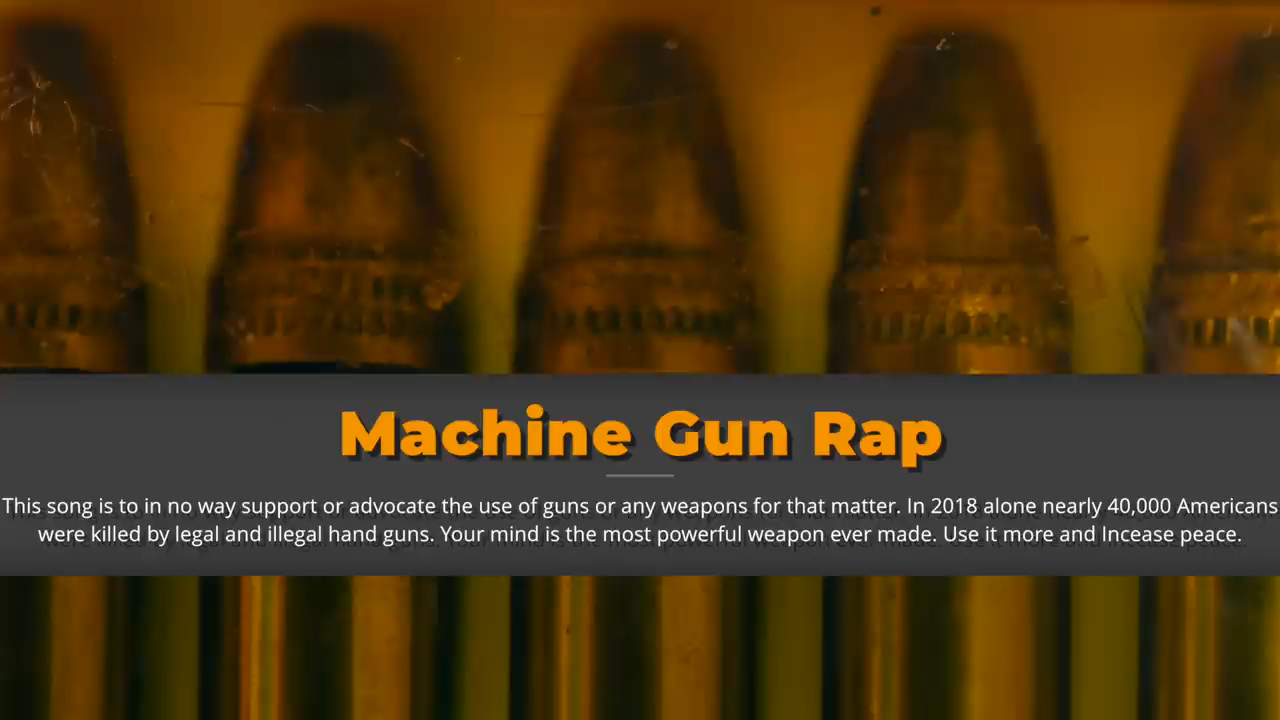 Machine Gun Rap
This song is to in no way support or advocate the use of guns or any weapons for that matter. In 2018 alone nearly 40,000 Americans
were killed by legal and illegal hand guns. Your mind is the most powerful weapon ever made. Use it more and Incease peace.